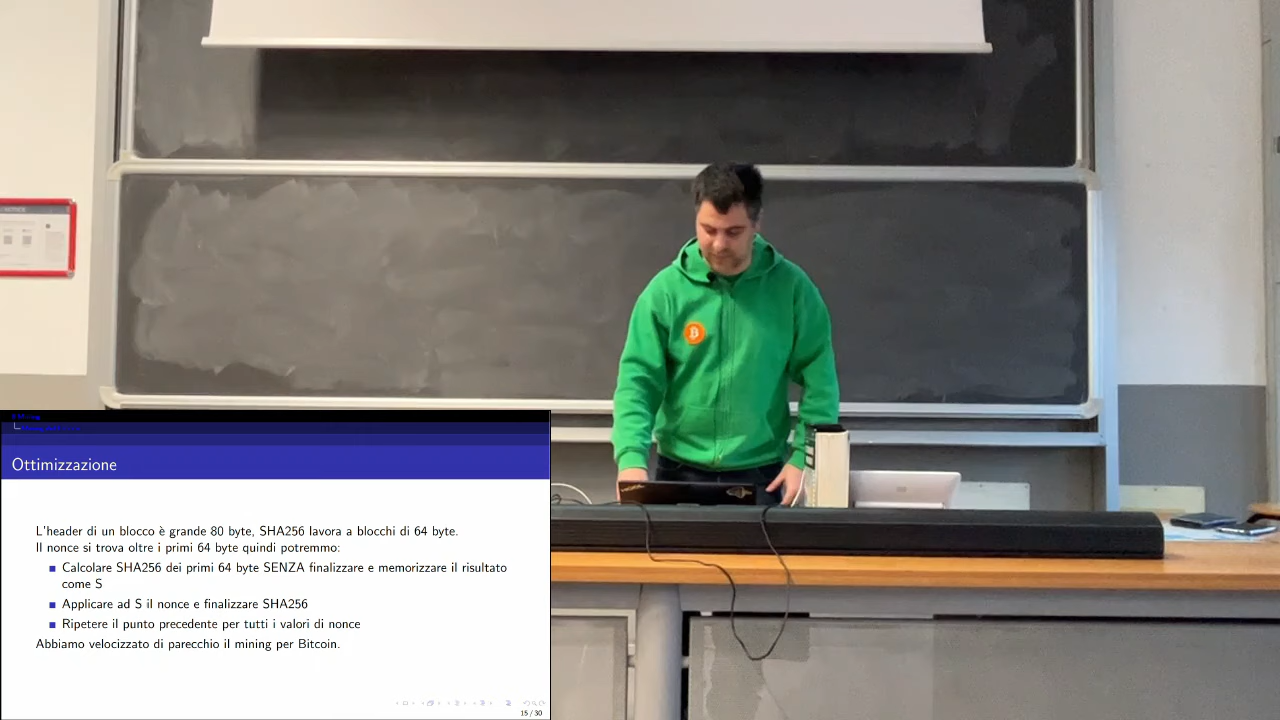 Ottimizzazione
L'header di un blocco è grande 80 byte, SHA256 lavora a blocchi di 64 byte.
Il nonce si trova oltre i primi 64 byte quindi potremmo:
Calcolare SHA256 dei primi 64 byte SENZA finalizzare e memorizzare il risultato
come S
Applicare ad S il nonce e finalizzare SHA256
Ripetere il punto precedente per tutti i valori di nonce
Abbiamo velocizzato di parecchio il mining per Bitcoin.
15 / 30